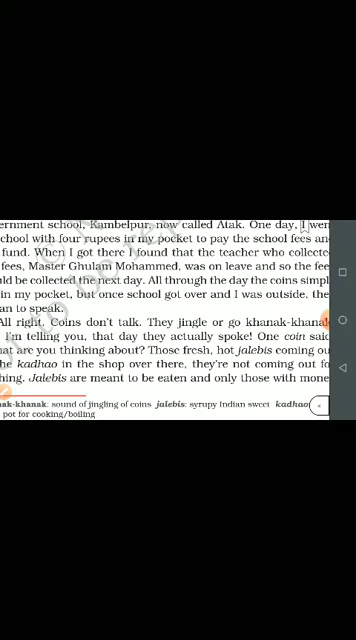 ernment school, Kambelpur, now called Atak. One day, I wen
chool with four rupees in my pocket to pay the school fees an
fund. When I got there I found that the teacher who collecte
fees, Master Ghulam Mohammed, was on leave and so the fee
uld be collected the next day. All through the day the coins simpl
in my pocket, but once school got over and I was outside, the
an to speak.
All right. Coins don't talk. They jingle or go khanak-khanak
I'm telling you, that day they actually spoke! One coin said
hat are you thinking about? Those fresh, hot jalebis coming ou
he kadhao in the shop over there, they're not coming out fo
hing. Jalebis are meant to be eaten and only those with mone
nak-khanak: sound of jingling of coins jalebis: syrupy Indian sweet kadhao
pot for cooking/boiling